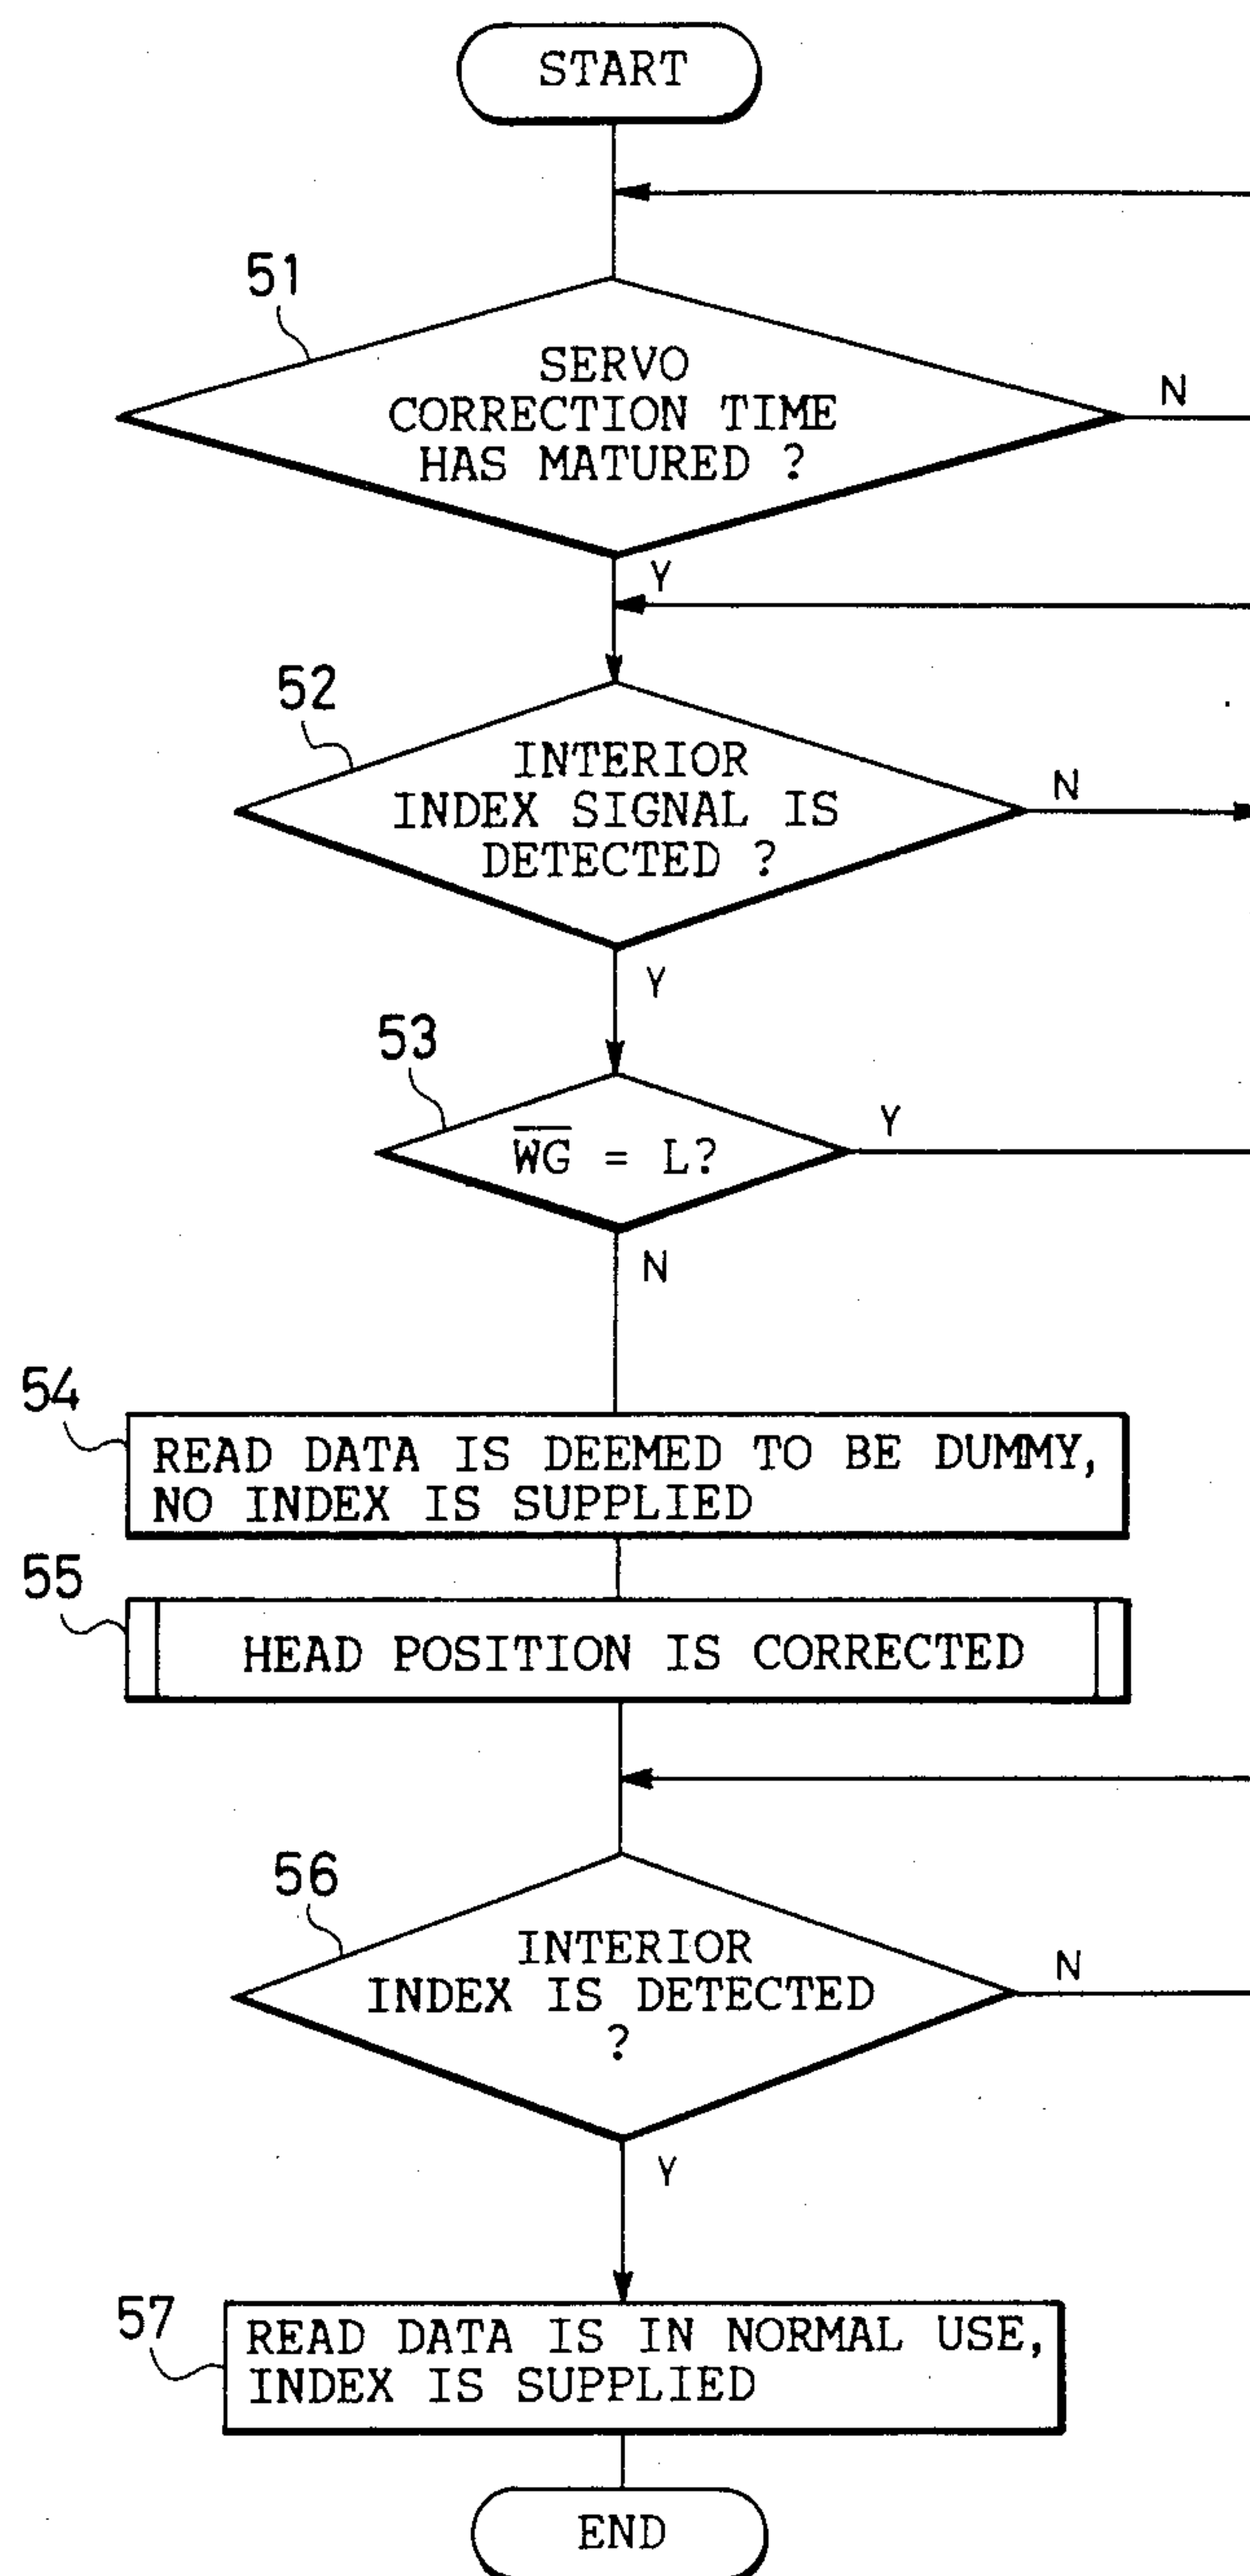 START
51
SERVO
CORRECTION TIME
HAS MATURED ?
N
Y
52
INTERIOR
INDEX SIGNAL IS
DETECTED ?
N
Y
53
W̅G̅ = L?
Y
N
54
READ DATA IS DEEMED TO BE DUMMY,
NO INDEX IS SUPPLIED
55
HEAD POSITION IS CORRECTED
56
INTERIOR
INDEX IS DETECTED
?
N
Y
57
READ DATA IS IN NORMAL USE,
INDEX IS SUPPLIED
END